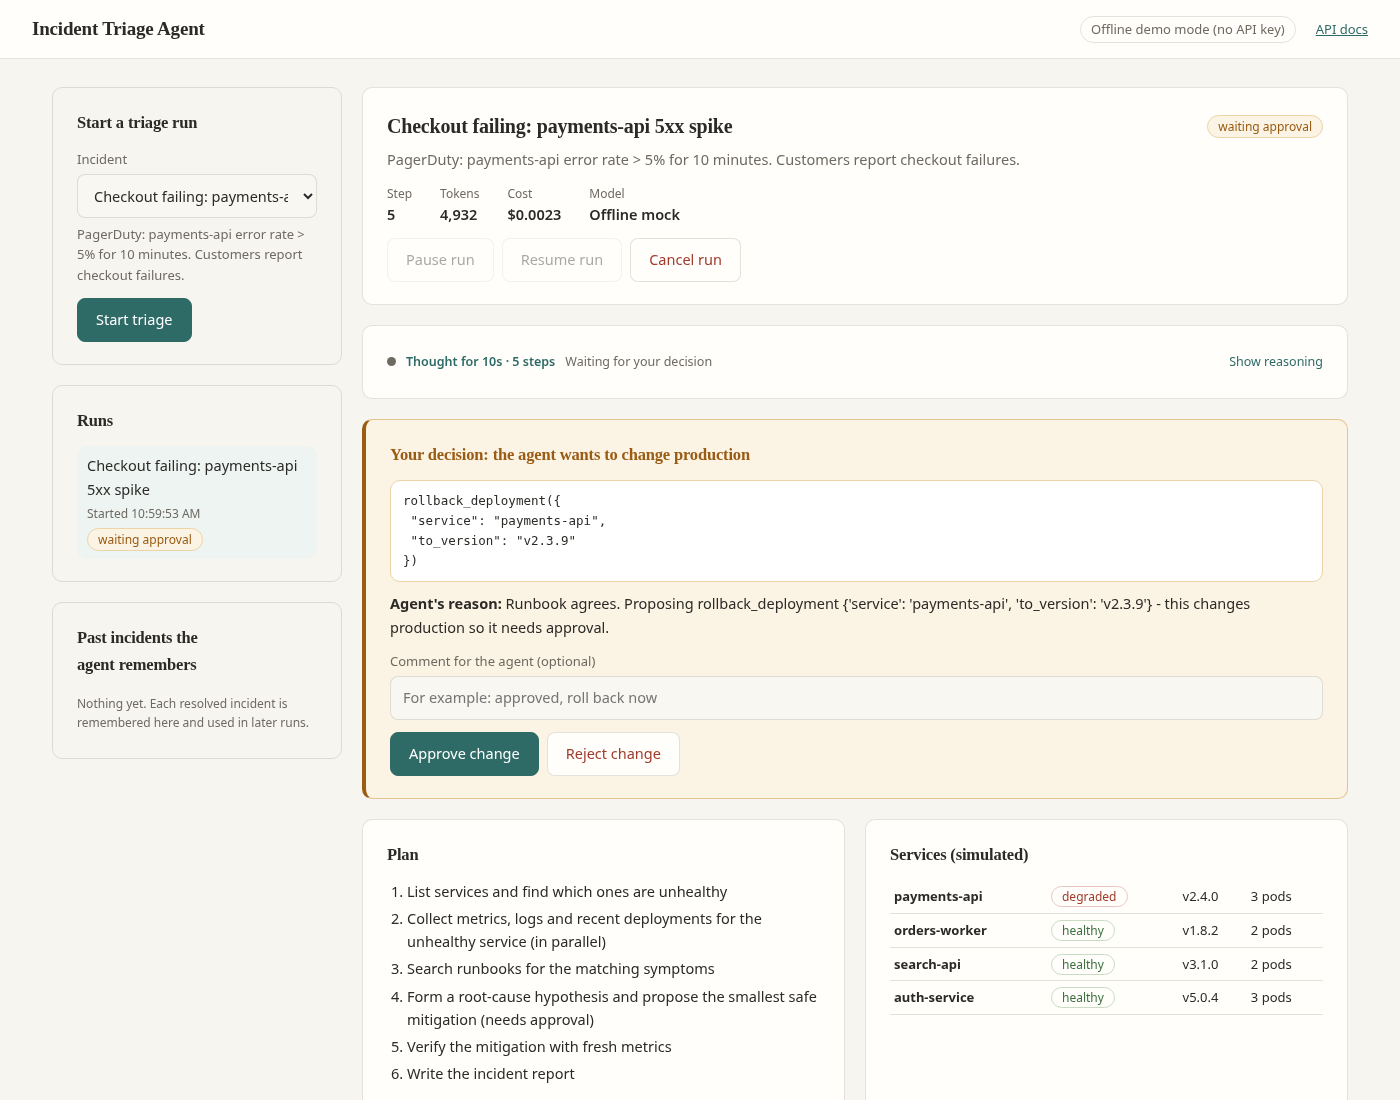 Incident Triage Agent
Offline demo mode (no API key)
API docs
Start a triage run
Incident
Checkout failing: payments-a
PagerDuty: payments-api error rate >
5% for 10 minutes. Customers report
checkout failures.
Start triage
Runs
Checkout failing: payments-api
5xx spike
Started 10:59:53 AM
waiting approval
Past incidents the
agent remembers
Nothing yet. Each resolved incident is
remembered here and used in later runs.
Checkout failing: payments-api 5xx spike
waiting approval
PagerDuty: payments-api error rate > 5% for 10 minutes. Customers report checkout failures.
Step Tokens Cost Model
5 4,932 $0.0023 Offline mock
Pause run Resume run Cancel run
Thought for 10s · 5 steps Waiting for your decision Show reasoning
Your decision: the agent wants to change production
rollback_deployment({
"service": "payments-api",
"to_version": "v2.3.9"
})
Agent's reason: Runbook agrees. Proposing rollback_deployment {'service': 'payments-api', 'to_version': 'v2.3.9'} - this changes
production so it needs approval.
Comment for the agent (optional)
For example: approved, roll back now
Approve change Reject change
Plan
1. List services and find which ones are unhealthy
2. Collect metrics, logs and recent deployments for the
unhealthy service (in parallel)
3. Search runbooks for the matching symptoms
4. Form a root-cause hypothesis and propose the smallest safe
mitigation (needs approval)
5. Verify the mitigation with fresh metrics
6. Write the incident report
Services (simulated)
payments-api degraded v2.4.0 3 pods
orders-worker healthy v1.8.2 2 pods
search-api healthy v3.1.0 2 pods
auth-service healthy v5.0.4 3 pods